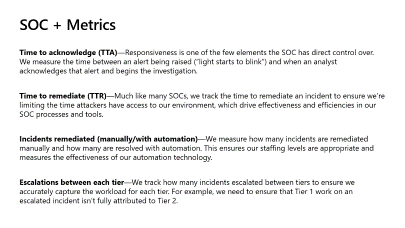 SOC + Metrics
Time to acknowledge (TTA)—Responsiveness is one of the few elements the SOC has direct control over.
We measure the time between an alert being raised ("light starts to blink") and when an analyst
acknowledges that alert and begins the investigation.
Time to remediate (TTR)—Much like many SOCs, we track the time to remediate an incident to ensure we're
limiting the time attackers have access to our environment, which drive effectiveness and efficiencies in our
SOC processes and tools.
Incidents remediated (manually/with automation)—We measure how many incidents are remediated
manually and how many are resolved with automation. This ensures our staffing levels are appropriate and
measures the effectiveness of our automation technology.
Escalations between each tier—We track how many incidents escalated between tiers to ensure we
accurately capture the workload for each tier. For example, we need to ensure that Tier 1 work on an
escalated incident isn't fully attributed to Tier 2.